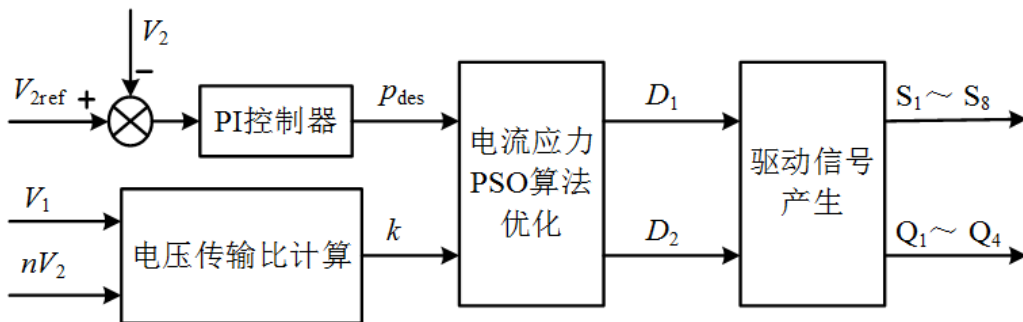 V2
−
V2ref
+
PI控制器
pdes
电流应力
PSO算法
优化
D1
驱动信号
产生
S1～ S8
V1
nV2
电压传输比计算
k
D2
Q1～ Q4